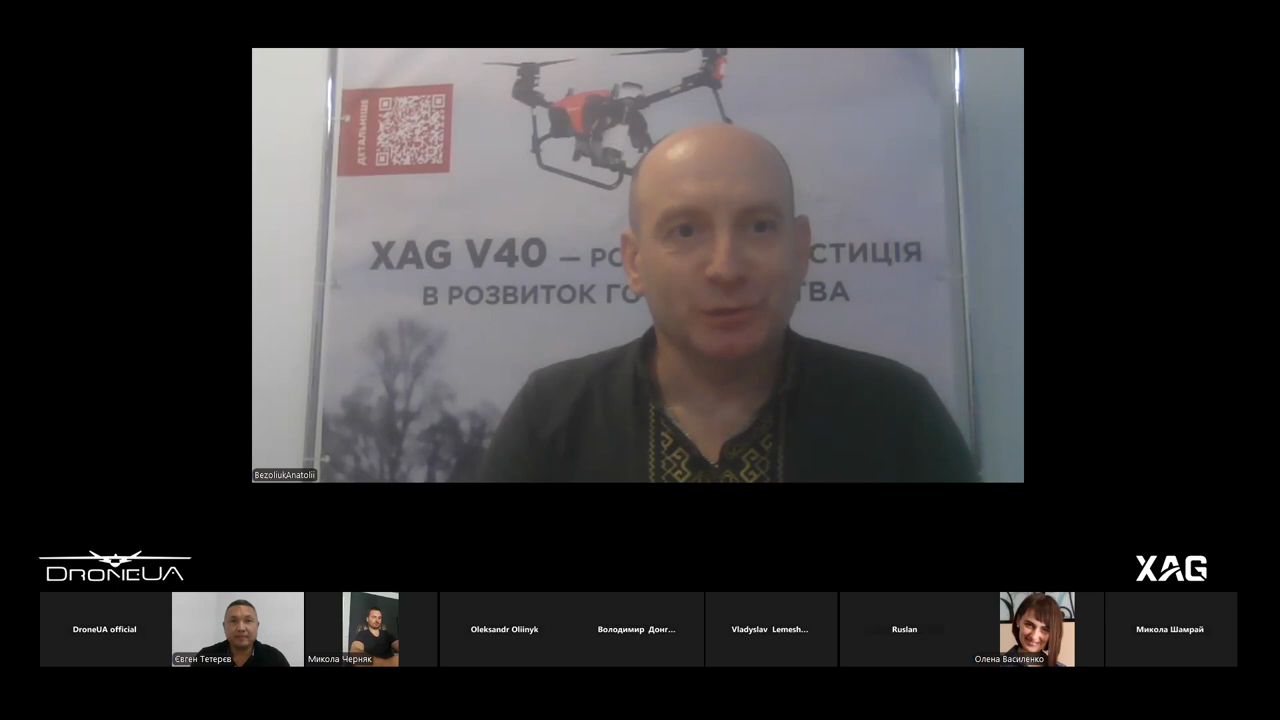 ДЕТАЛЬНІШЕ
XAG V40 — РО СТИЦІЯ
В РОЗВИТОК ГО ТВА
BezoliukAnatolii
DRONEUA
XAG
DroneUA official
Євген Тетерєв
Микола Черняк
Oleksandr Oliinyk
Володимир Донг...
Vladyslav Lemesh...
Ruslan
Олена Василенко
Микола Шамрай